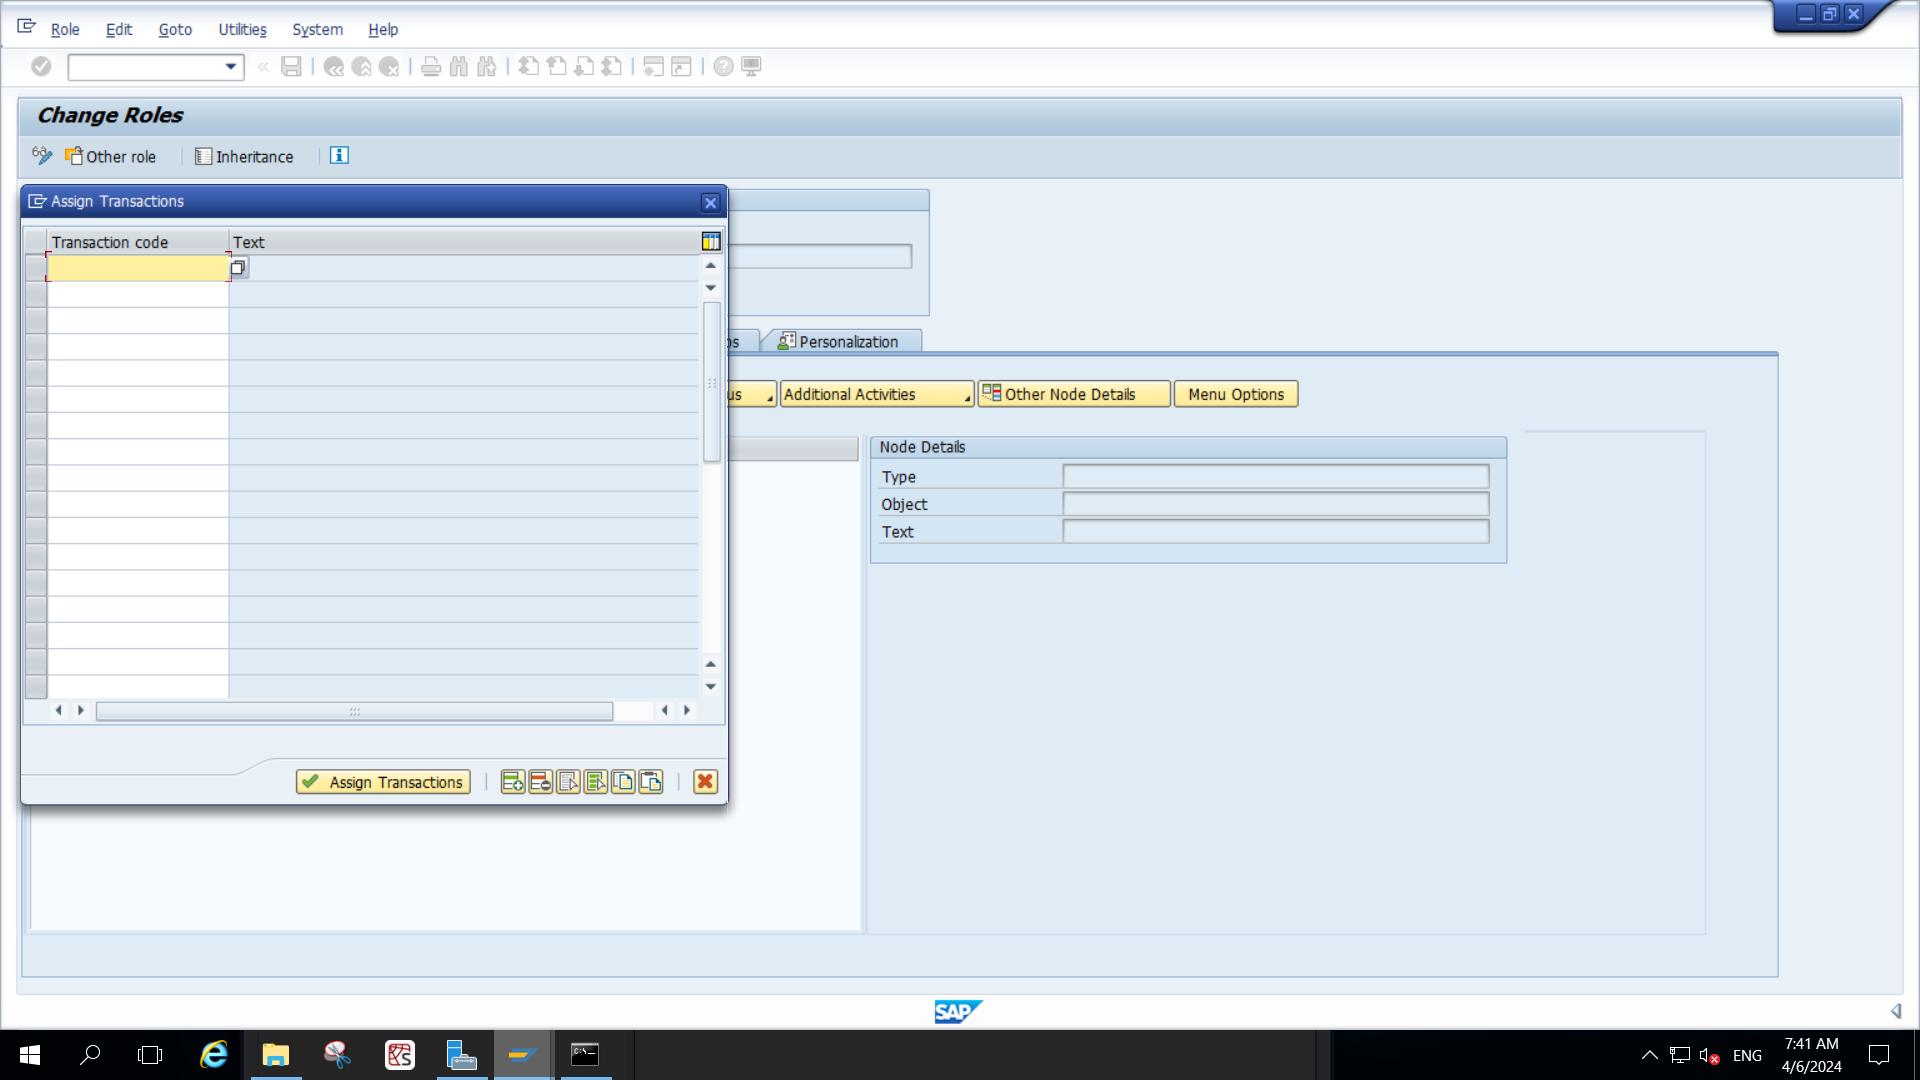 Role Edit Goto Utilities System Help
Change Roles
Other role Inheritance
Assign Transactions
Transaction code Text
os Personalization
us Additional Activities Other Node Details Menu Options
Node Details
Type
Object
Text
Assign Transactions
SAP
ENG
7:41 AM
4/6/2024